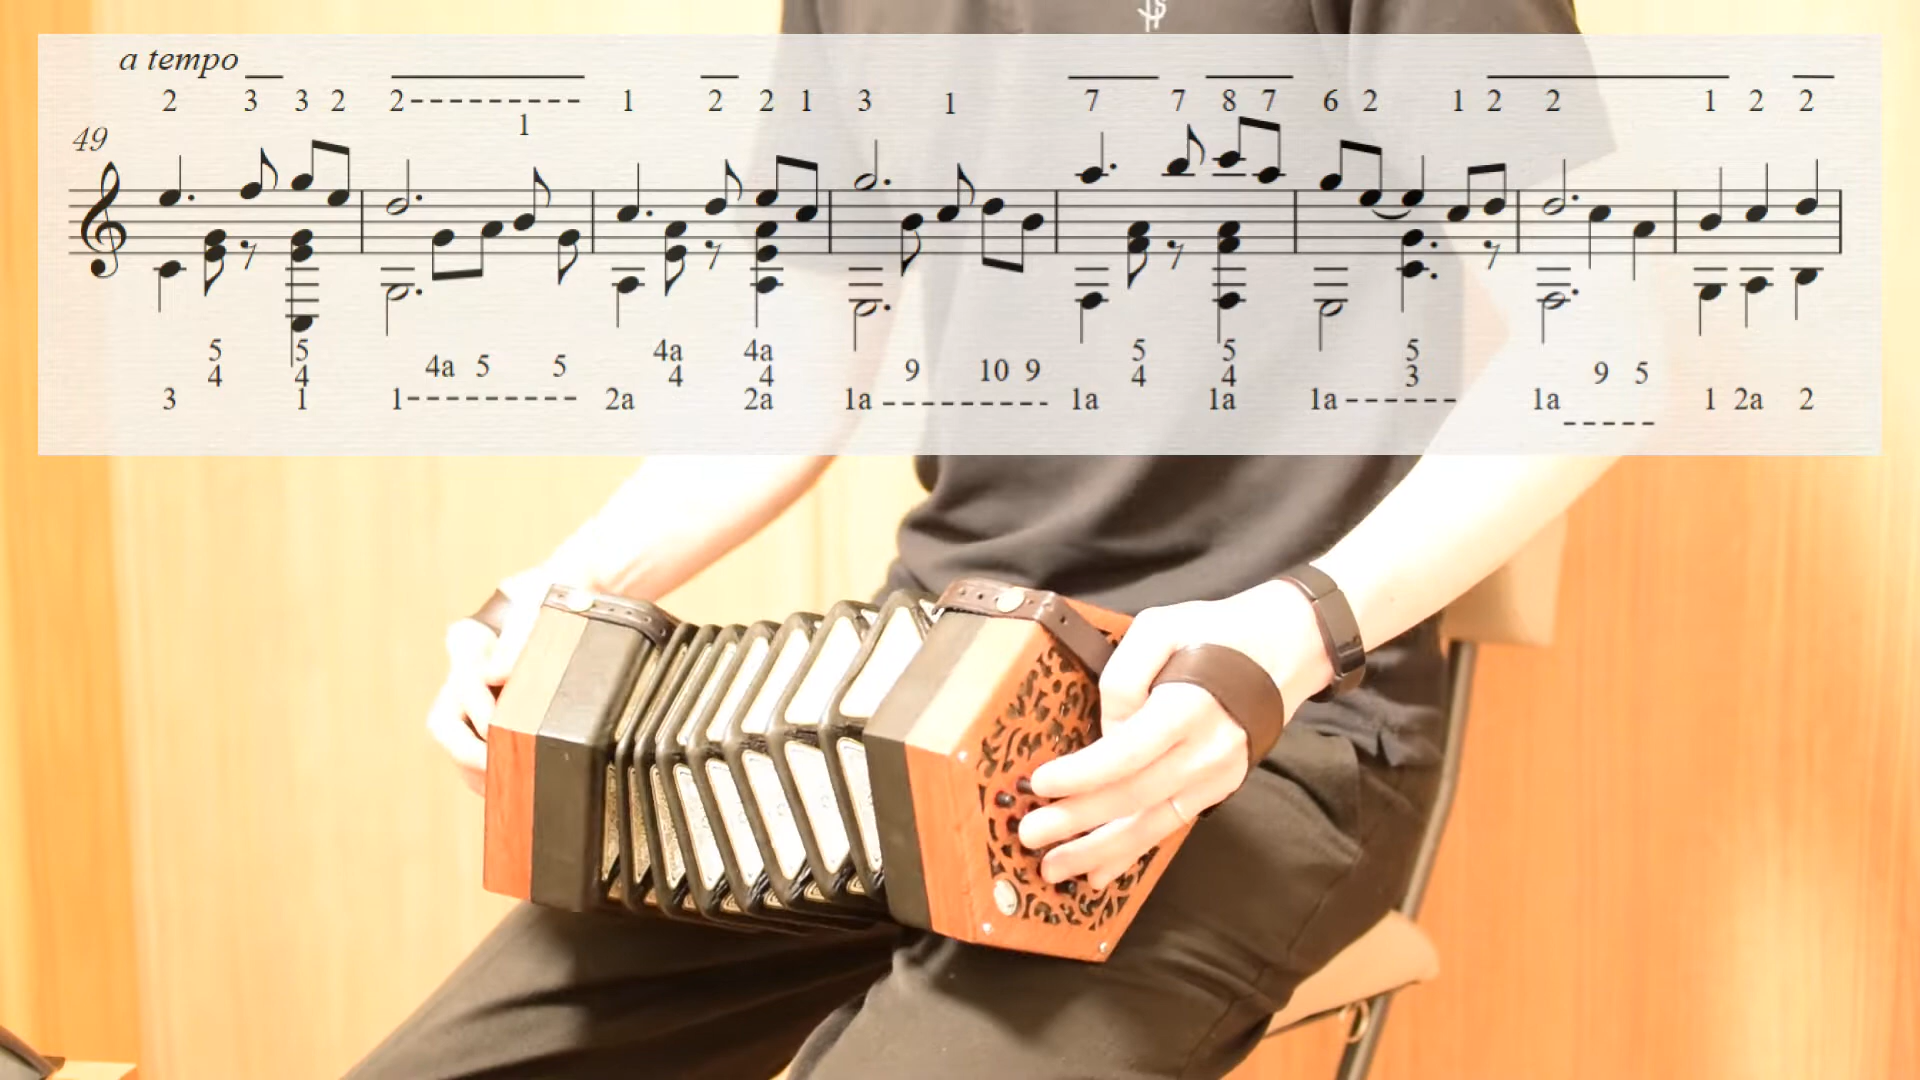 a tempo
2 3 3 2 2---------- 1 2 2 1 3 1 7 7 8 7 6 2 1 2 2 1 2 2
1
49
5 5 4a 4a 5 5 5
4a 5 5 9 10 9 9 5
4 4 4 4 4 4 3
3 1 1--------- 2a 2a 1a --------- 1a 1a 1a------ 1a ----- 1 2a 2